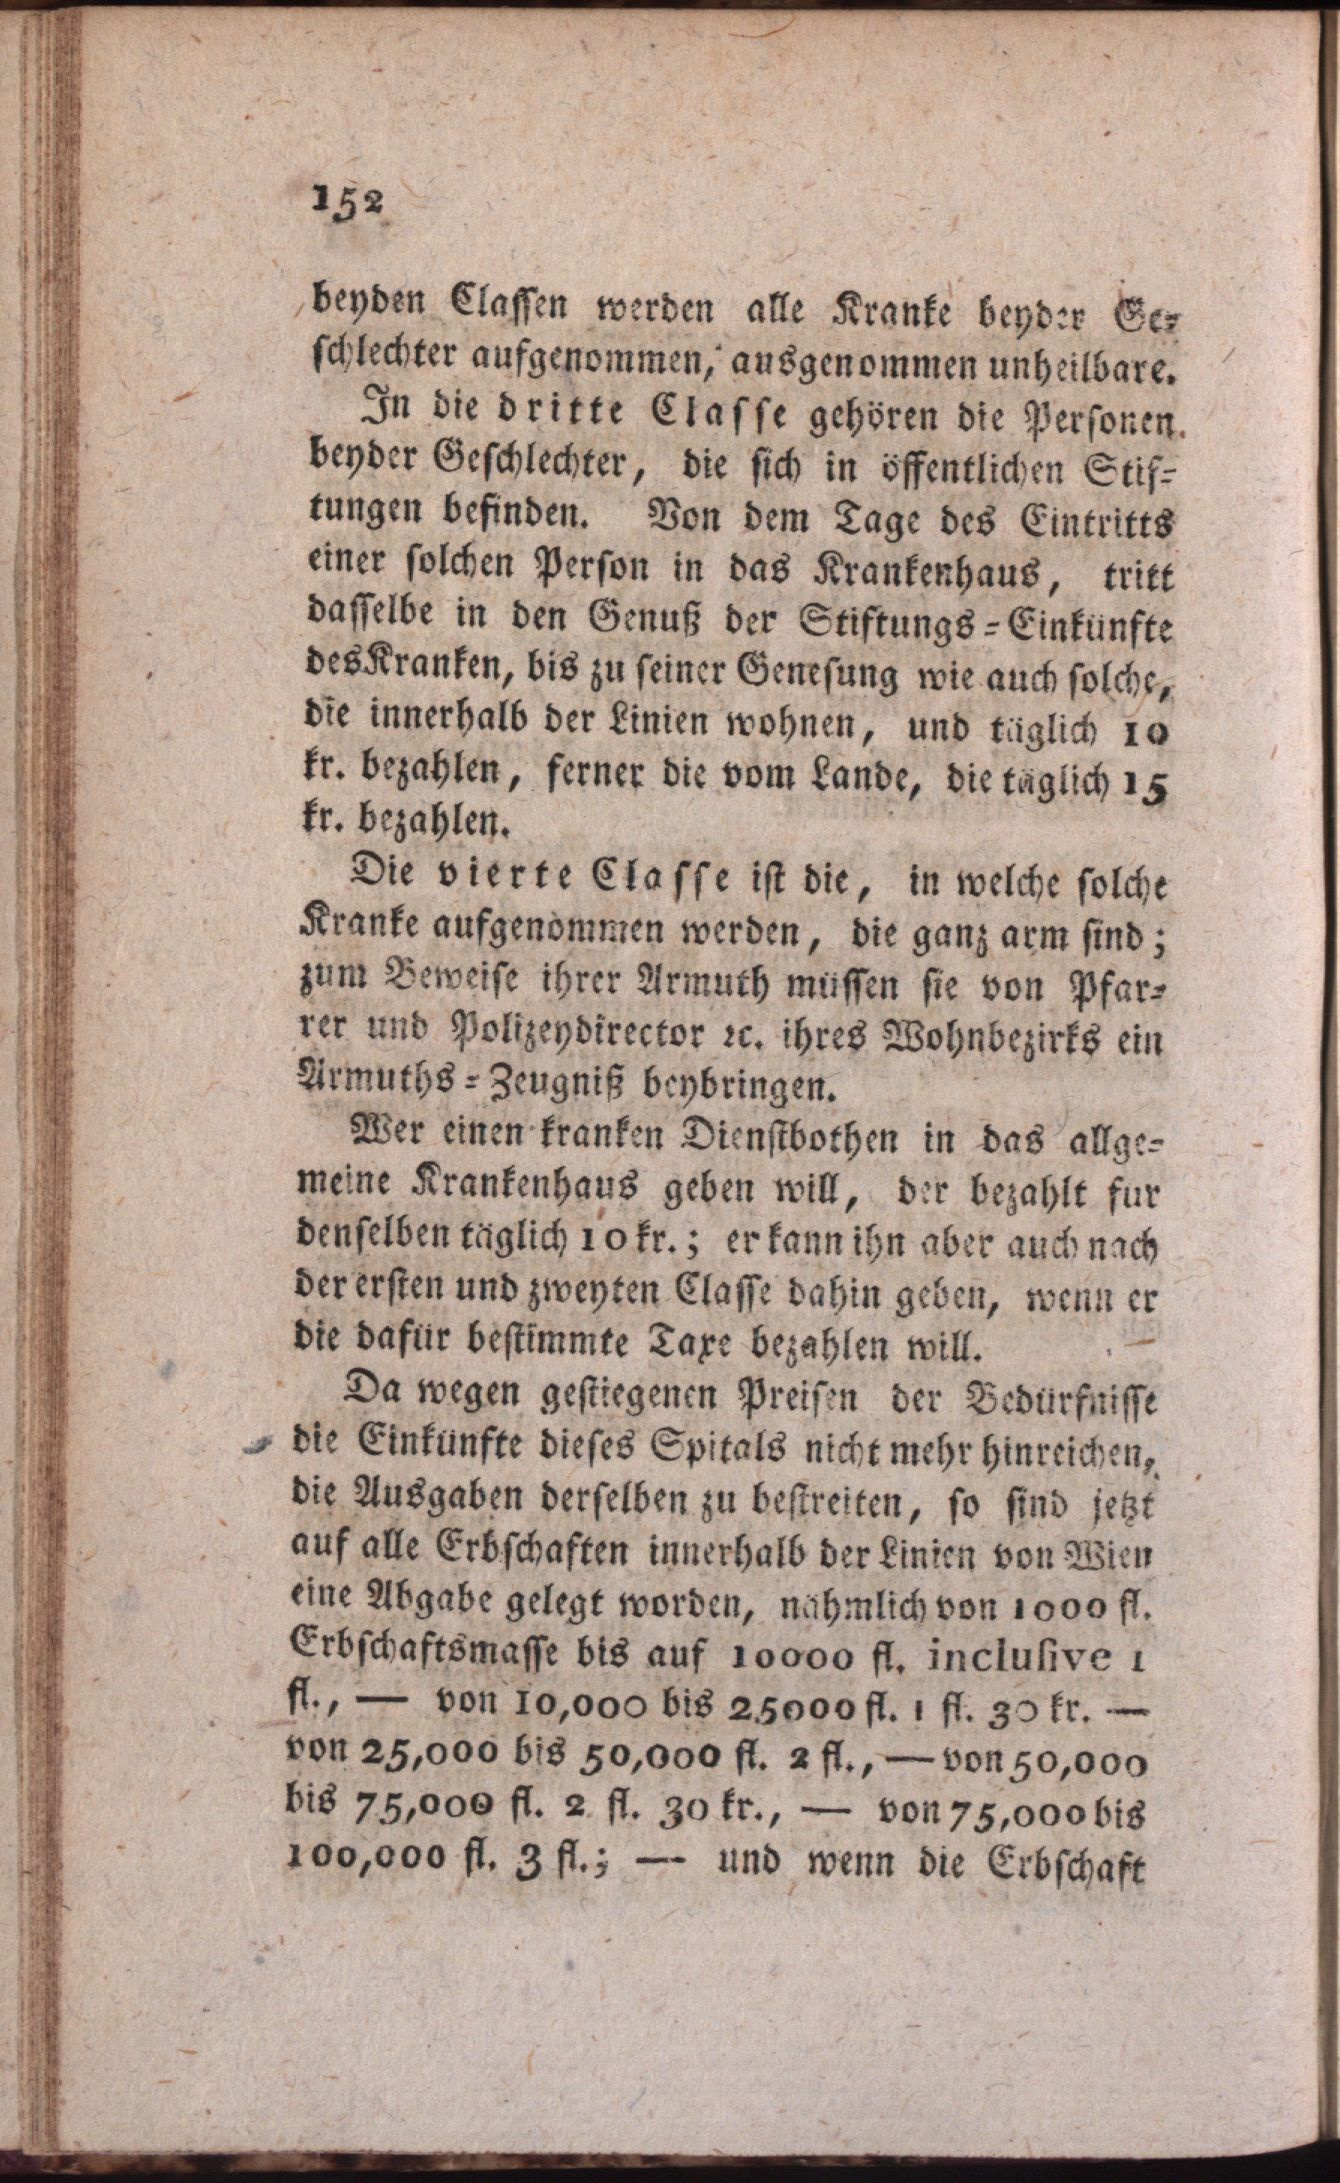 152
beyden Classen werden alle Kranke beyder Ge-
schlechter aufgenommen, ausgenommen unheilbare.
In die dritte Classe gehören die Personen
beyder Geschlechter, die sich in öffentlichen Stif-
tungen befinden. Von dem Tage des Eintritts
einer solchen Person in das Krankenhaus, tritt
dasselbe in den Genuß der Stiftungs-Einkünfte
des Kranken, bis zu seiner Genesung wie auch solche,
die innerhalb der Linien wohnen, und täglich 10
kr. bezahlen, ferner die vom Lande, die täglich 15
kr. bezahlen.
Die vierte Classe ist die, in welche solche
Kranke aufgenommen werden, die ganz arm sind;
zum Beweise ihrer Armuth müssen sie von Pfar-
rer und Polizeydirector ꝛc. ihres Wohnbezirks ein
Armuths-Zeugniß beybringen.
Wer einen kranken Dienstbothen in das allge-
meine Krankenhaus geben will, der bezahlt fur
denselben täglich 10 kr.; er kann ihn aber auch nach
der ersten und zweyten Classe dahin geben, wenn er
die dafür bestimmte Taxe bezahlen will.
Da wegen gestiegenen Preisen der Bedürfnisse
die Einkünfte dieses Spitals nicht mehr hinreichen,
die Ausgaben derselben zu bestreiten, so sind jetzt
auf alle Erbschaften innerhalb der Linien von Wien
eine Abgabe gelegt worden, nähmlich von 1000 fl.
Erbschaftsmasse bis auf 10000 fl. inclusive 1
fl., — von 10,000 bis 25000 fl. 1 fl. 30 kr. —
von 25,000 bis 50,000 fl. 2 fl., — von 50,000
bis 75,000 fl. 2 fl. 30 kr., — von 75,000 bis
100,000 fl. 3 fl.; — und wenn die Erbschaft